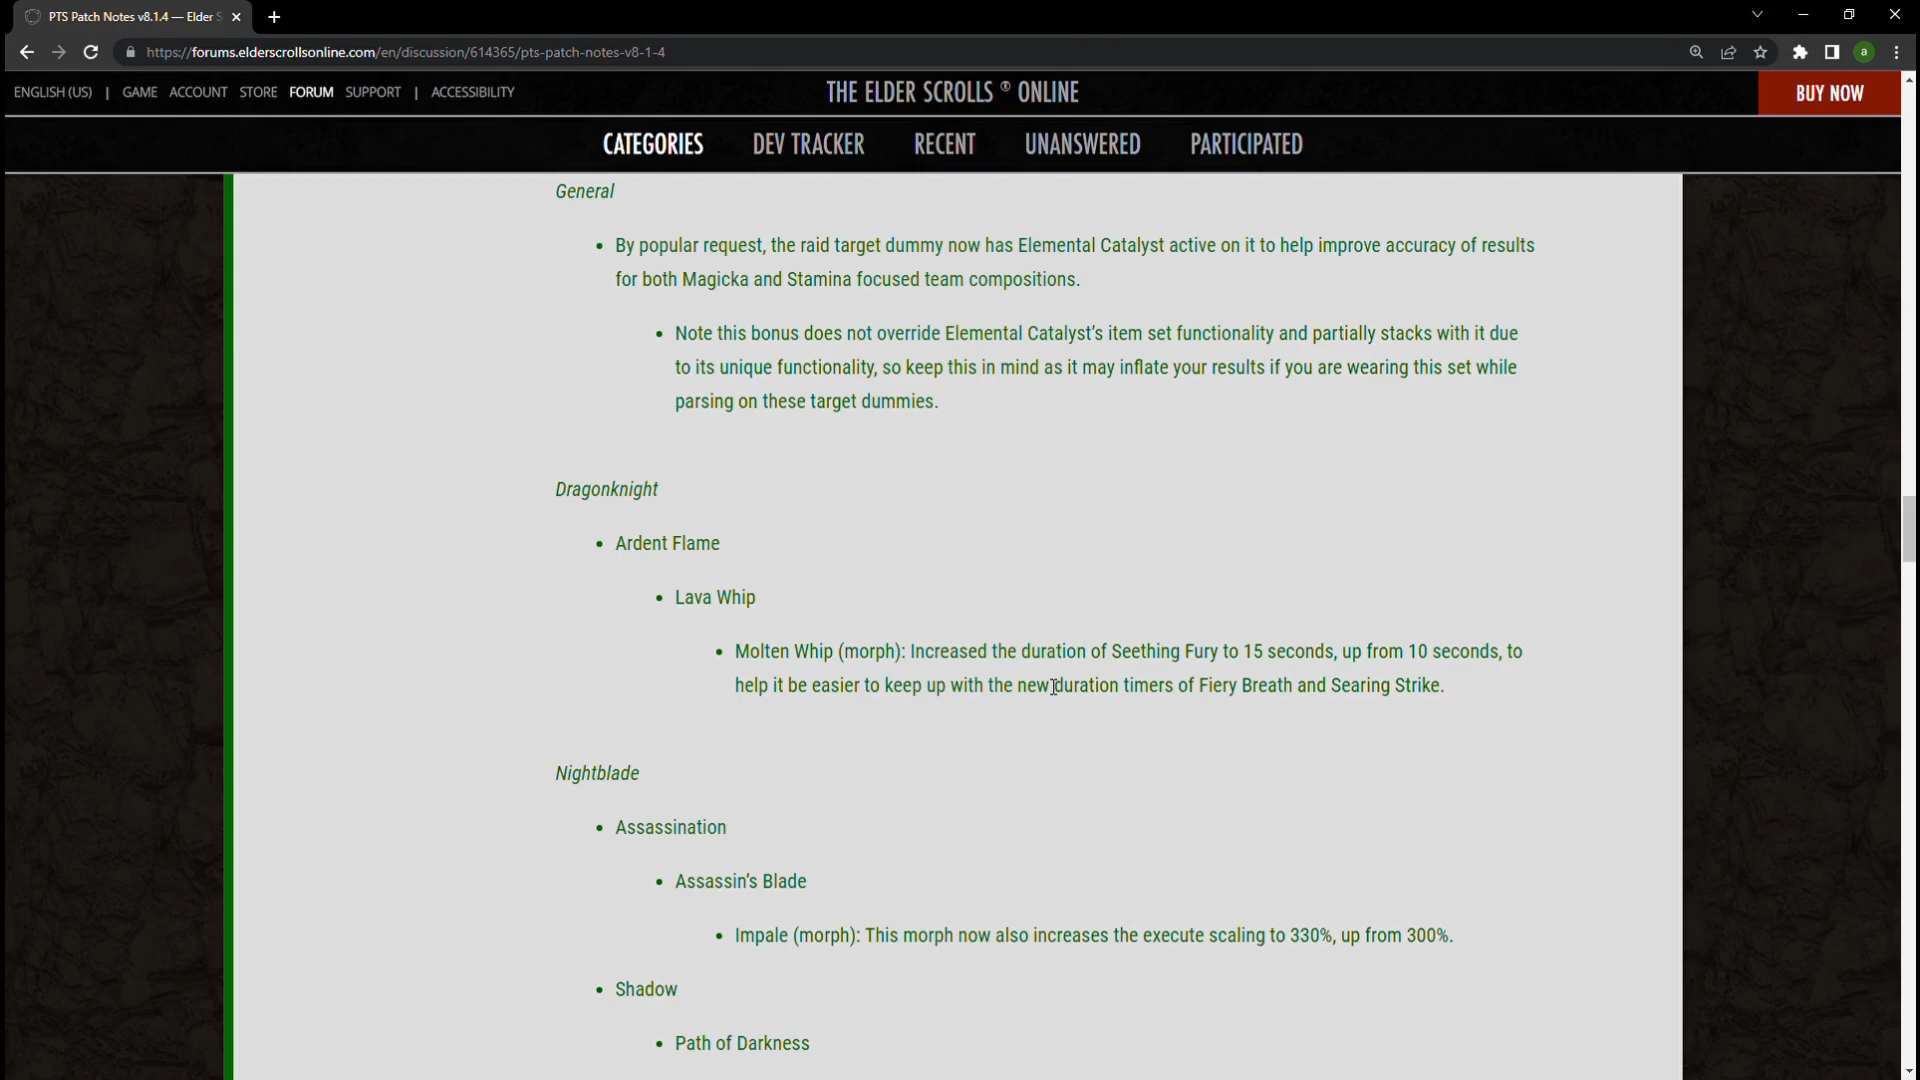 PTS Patch Notes v8.1.4 — Elder S
https://forums.elderscrollsonline.com/en/discussion/614365/pts-patch-notes-v8-1-4
a
ENGLISH (US) | GAME ACCOUNT STORE FORUM SUPPORT | ACCESSIBILITY
THE ELDER SCROLLS ® ONLINE
BUY NOW
CATEGORIES DEV TRACKER RECENT UNANSWERED PARTICIPATED
General
• By popular request, the raid target dummy now has Elemental Catalyst active on it to help improve accuracy of results
for both Magicka and Stamina focused team compositions.
• Note this bonus does not override Elemental Catalyst’s item set functionality and partially stacks with it due
to its unique functionality, so keep this in mind as it may inflate your results if you are wearing this set while
parsing on these target dummies.
Dragonknight
• Ardent Flame
• Lava Whip
• Molten Whip (morph): Increased the duration of Seething Fury to 15 seconds, up from 10 seconds, to
help it be easier to keep up with the new duration timers of Fiery Breath and Searing Strike.
Nightblade
• Assassination
• Assassin’s Blade
• Impale (morph): This morph now also increases the execute scaling to 330%, up from 300%.
• Shadow
• Path of Darkness